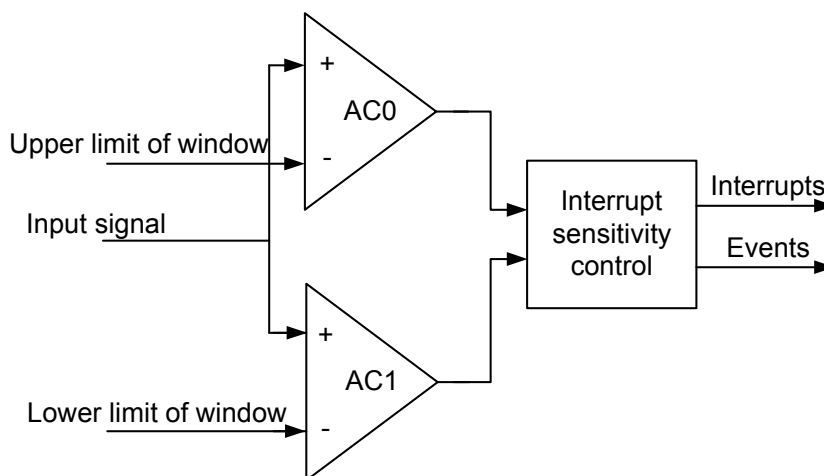 +
AC0
-
Upper limit of window
Input signal
+
AC1
-
Lower limit of window
Interrupt
sensitivity
control
Interrupts
Events